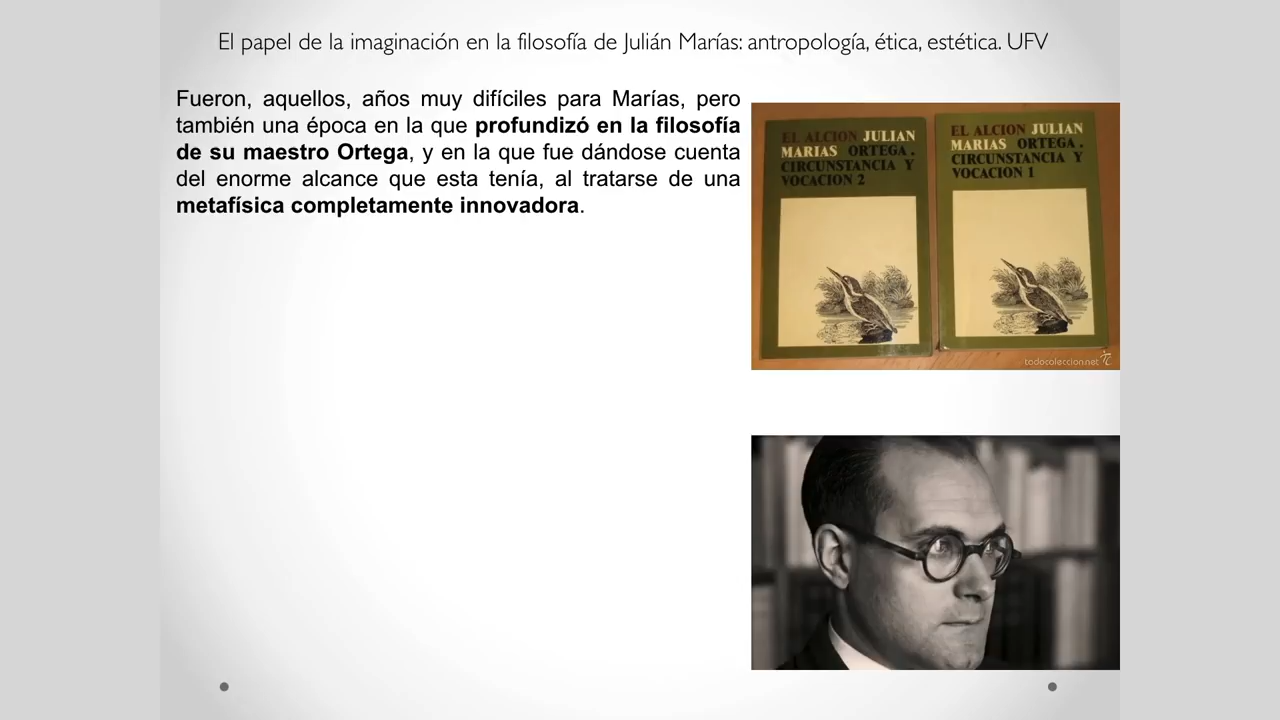 El papel de la imaginación en la filosofía de Julián Marías: antropología, ética, estética. UFV
Fueron, aquellos, años muy difíciles para Marías, pero
también una época en la que profundizó en la filosofía
de su maestro Ortega, y en la que fue dándose cuenta
del enorme alcance que esta tenía, al tratarse de una
metafísica completamente innovadora.
EL ALCION JULIAN
MARIAS ORTEGA.
CIRCUNSTANCIA Y
VOCACION 2
EL ALCION JULIAN
MARIAS ORTEGA.
CIRCUNSTANCIA Y
VOCACION 1
todocoleccion.net